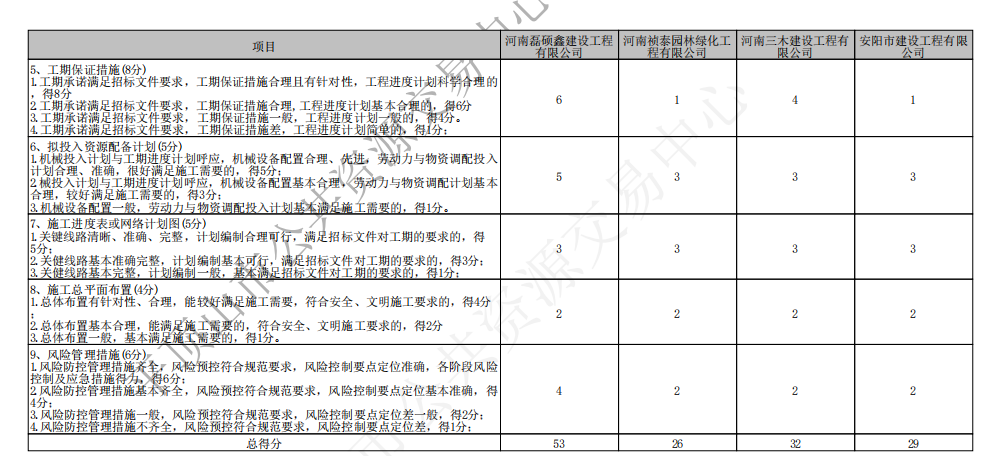 项目
河南磊硕鑫建设工程
有限公司
河南祯泰园林绿化工
程有限公司
河南三木建设工程有
限公司
安阳市建设工程有限
公司
5、工期保证措施(8分)
1.工期承诺满足招标文件要求，工期保证措施合理且有针对性，工程进度计划科学合理的
，得8分
2.工期承诺满足招标文件要求，工期保证措施合理,工程进度计划基本合理的，得6分
3.工期承诺满足招标文件要求，工期保证措施一般，工程进度计划一般的，得4分。
4.工期承诺满足招标文件要求，工期保证措施差，工程进度计划简单的，得1分；
6
1
4
1
6、拟投入资源配备计划(5分)
1.机械投入计划与工期进度计划呼应，机械设备配置合理、先进，劳动力与物资调配投入
计划合理、准确，很好满足施工需要的，得5分；
2械投入计划与工期进度计划呼应，机械设备配置基本合理，劳动力与物资调配计划基本
合理，较好满足施工需要的，得3分；
3.机械设备配置一般，劳动力与物资调配投入计划基本满足施工需要的，得1分。
5
3
3
3
7、施工进度表或网络计划图(5分)
1.关键线路清晰、准确、完整，计划编制合理可行，满足招标文件对工期的要求的，得
5分；
2.关健线路基本准确完整，计划编制基本可行，满足招标文件对工期的要求的，得3分；
3.关健线路基本完整，计划编制一般，基本满足招标文件对工期的要求的，得1分；
3
3
3
3
8、施工总平面布置(4分)
1.总体布置有针对性、合理，能较好满足施工需要，符合安全、文明施工要求的，得4分
；
2.总体布置基本合理，能满足施工需要的，符合安全、文明施工要求的，得2分
3.总体布置一般，基本满足施工需要的，得1分。
2
2
2
2
9、风险管理措施(6分)
1.风险防控管理措施齐全，风险预控符合规范要求，风险控制要点定位准确，各阶段风险
控制及应急措施得力，得6分；
2.风险防控管理措施基本齐全，风险预控符合规范要求，风险控制要点定位基本准确，得
4分；
3.风险防控管理措施一般，风险预控符合规范要求，风险控制要点定位差一般，得2分；
4.风险防控管理措施不齐全，风险预控符合规范要求，风险控制要点定位差，得1分；
4
2
2
2
总得分
53
26
32
29
平顶山市公共资源交易中心
共资源交易中心